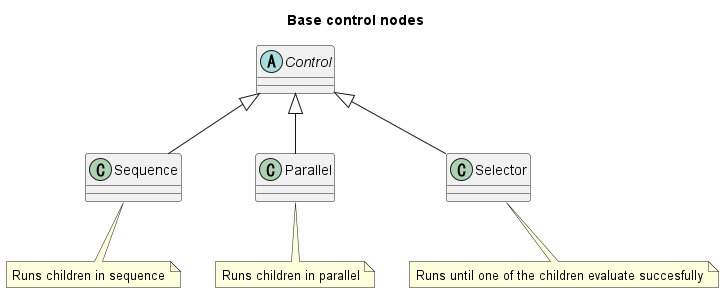 Base control nodes
A Control
C Sequence
C Parallel
C Selector
Runs children in sequence
Runs children in parallel
Runs until one of the children evaluate succesfully